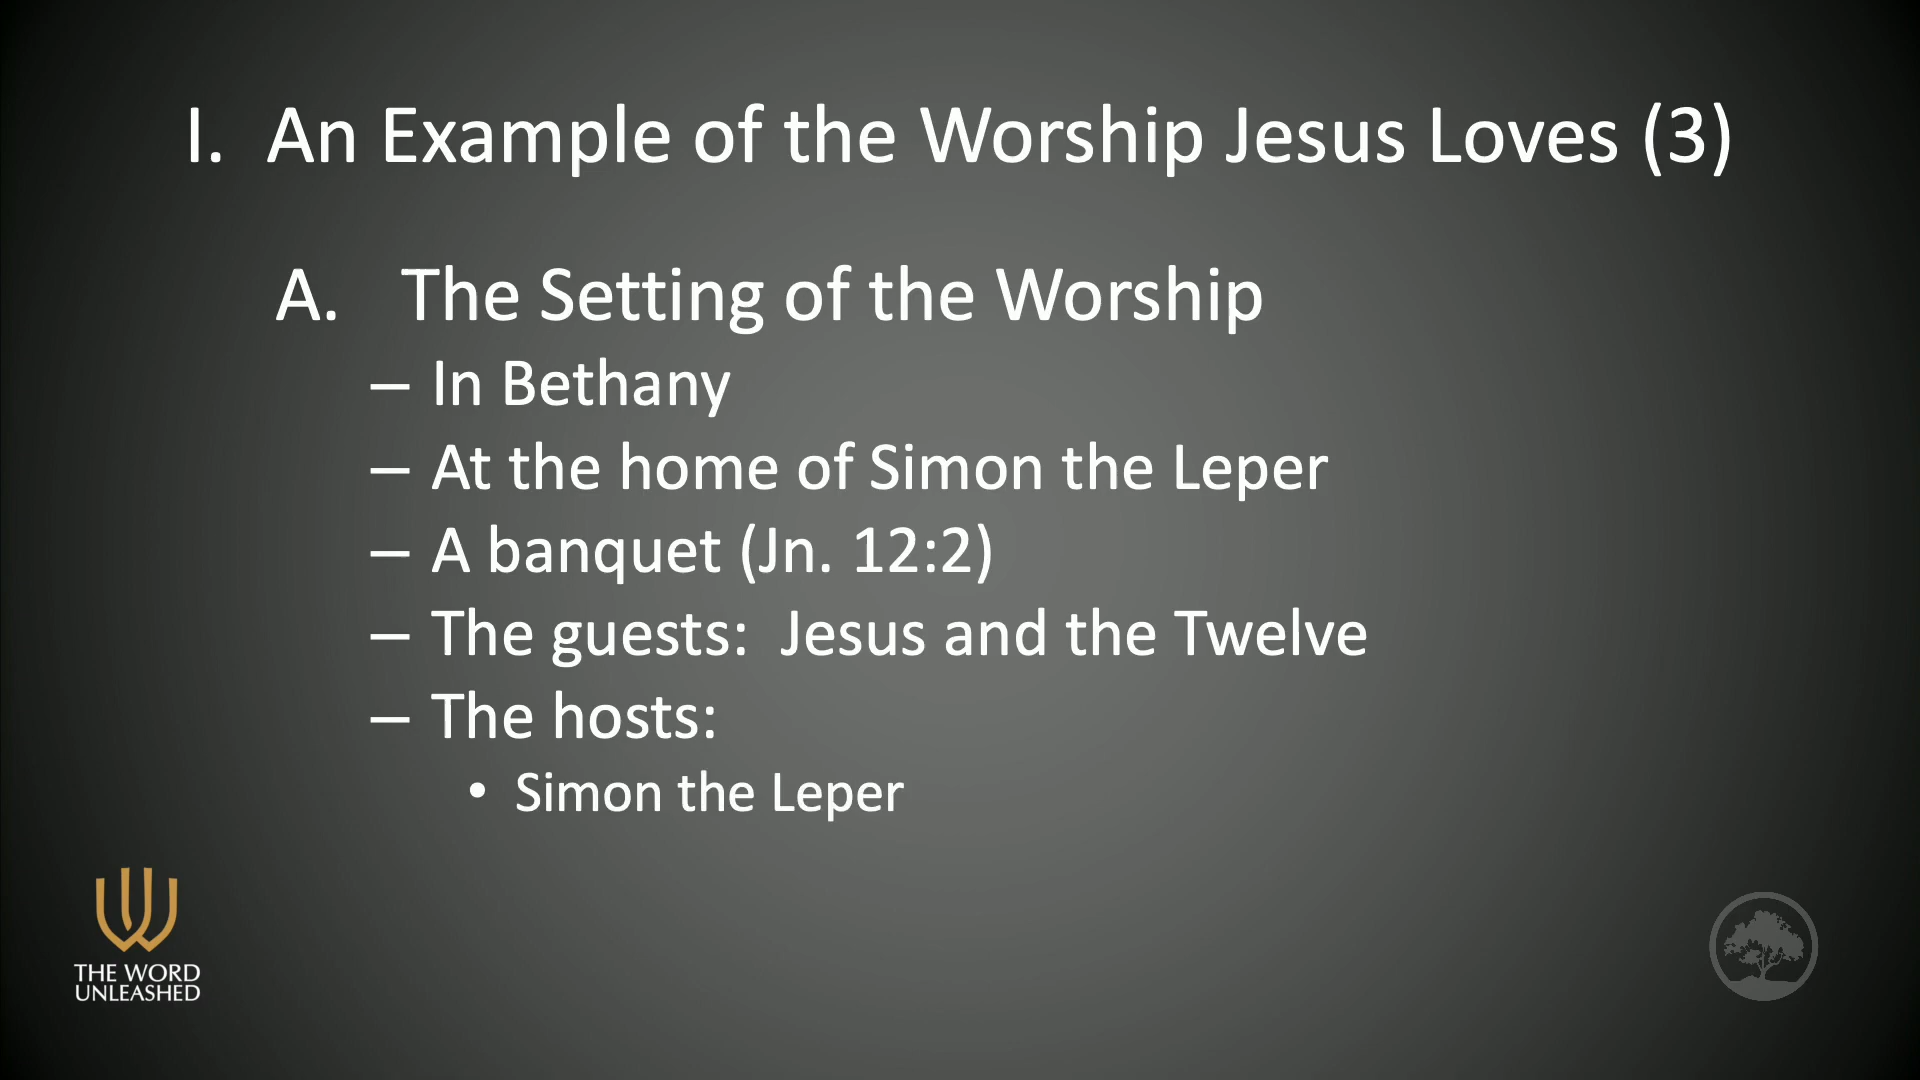 I. An Example of the Worship Jesus Loves (3)
A. The Setting of the Worship
– In Bethany
– At the home of Simon the Leper
– A banquet (Jn. 12:2)
– The guests: Jesus and the Twelve
– The hosts:
• Simon the Leper
THE WORD
UNLEASHED